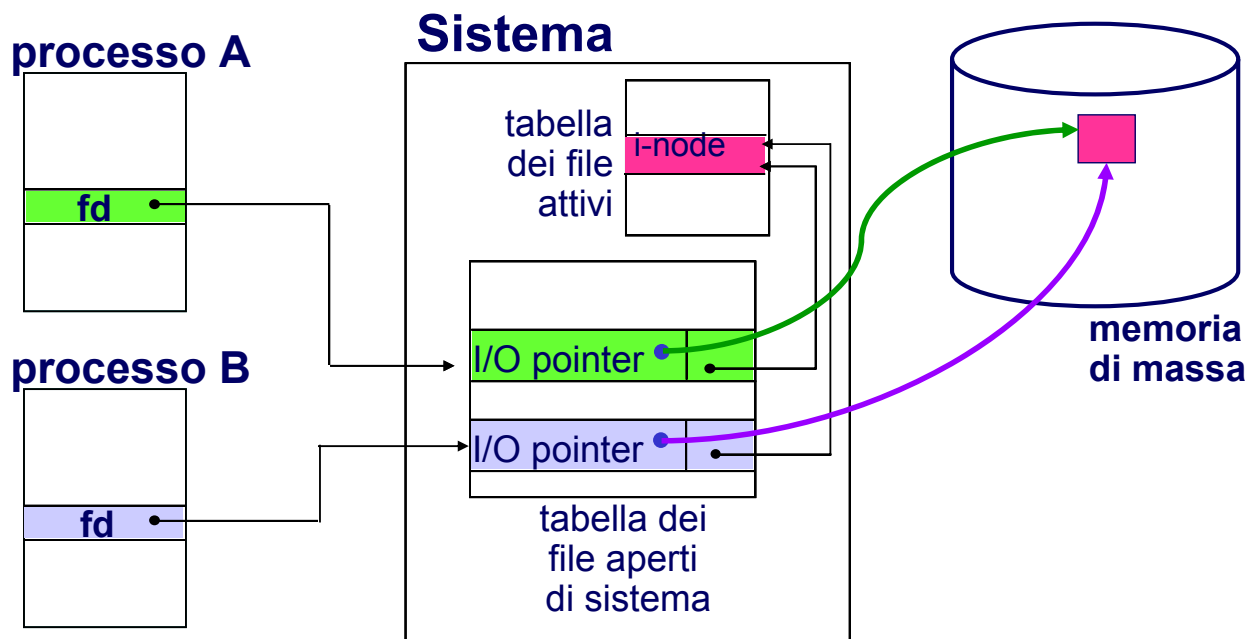 processo A
fd
processo B
fd
Sistema
tabella
dei file
attivi
i-node
I/O pointer
I/O pointer
tabella dei
file aperti
di sistema
memoria
di massa